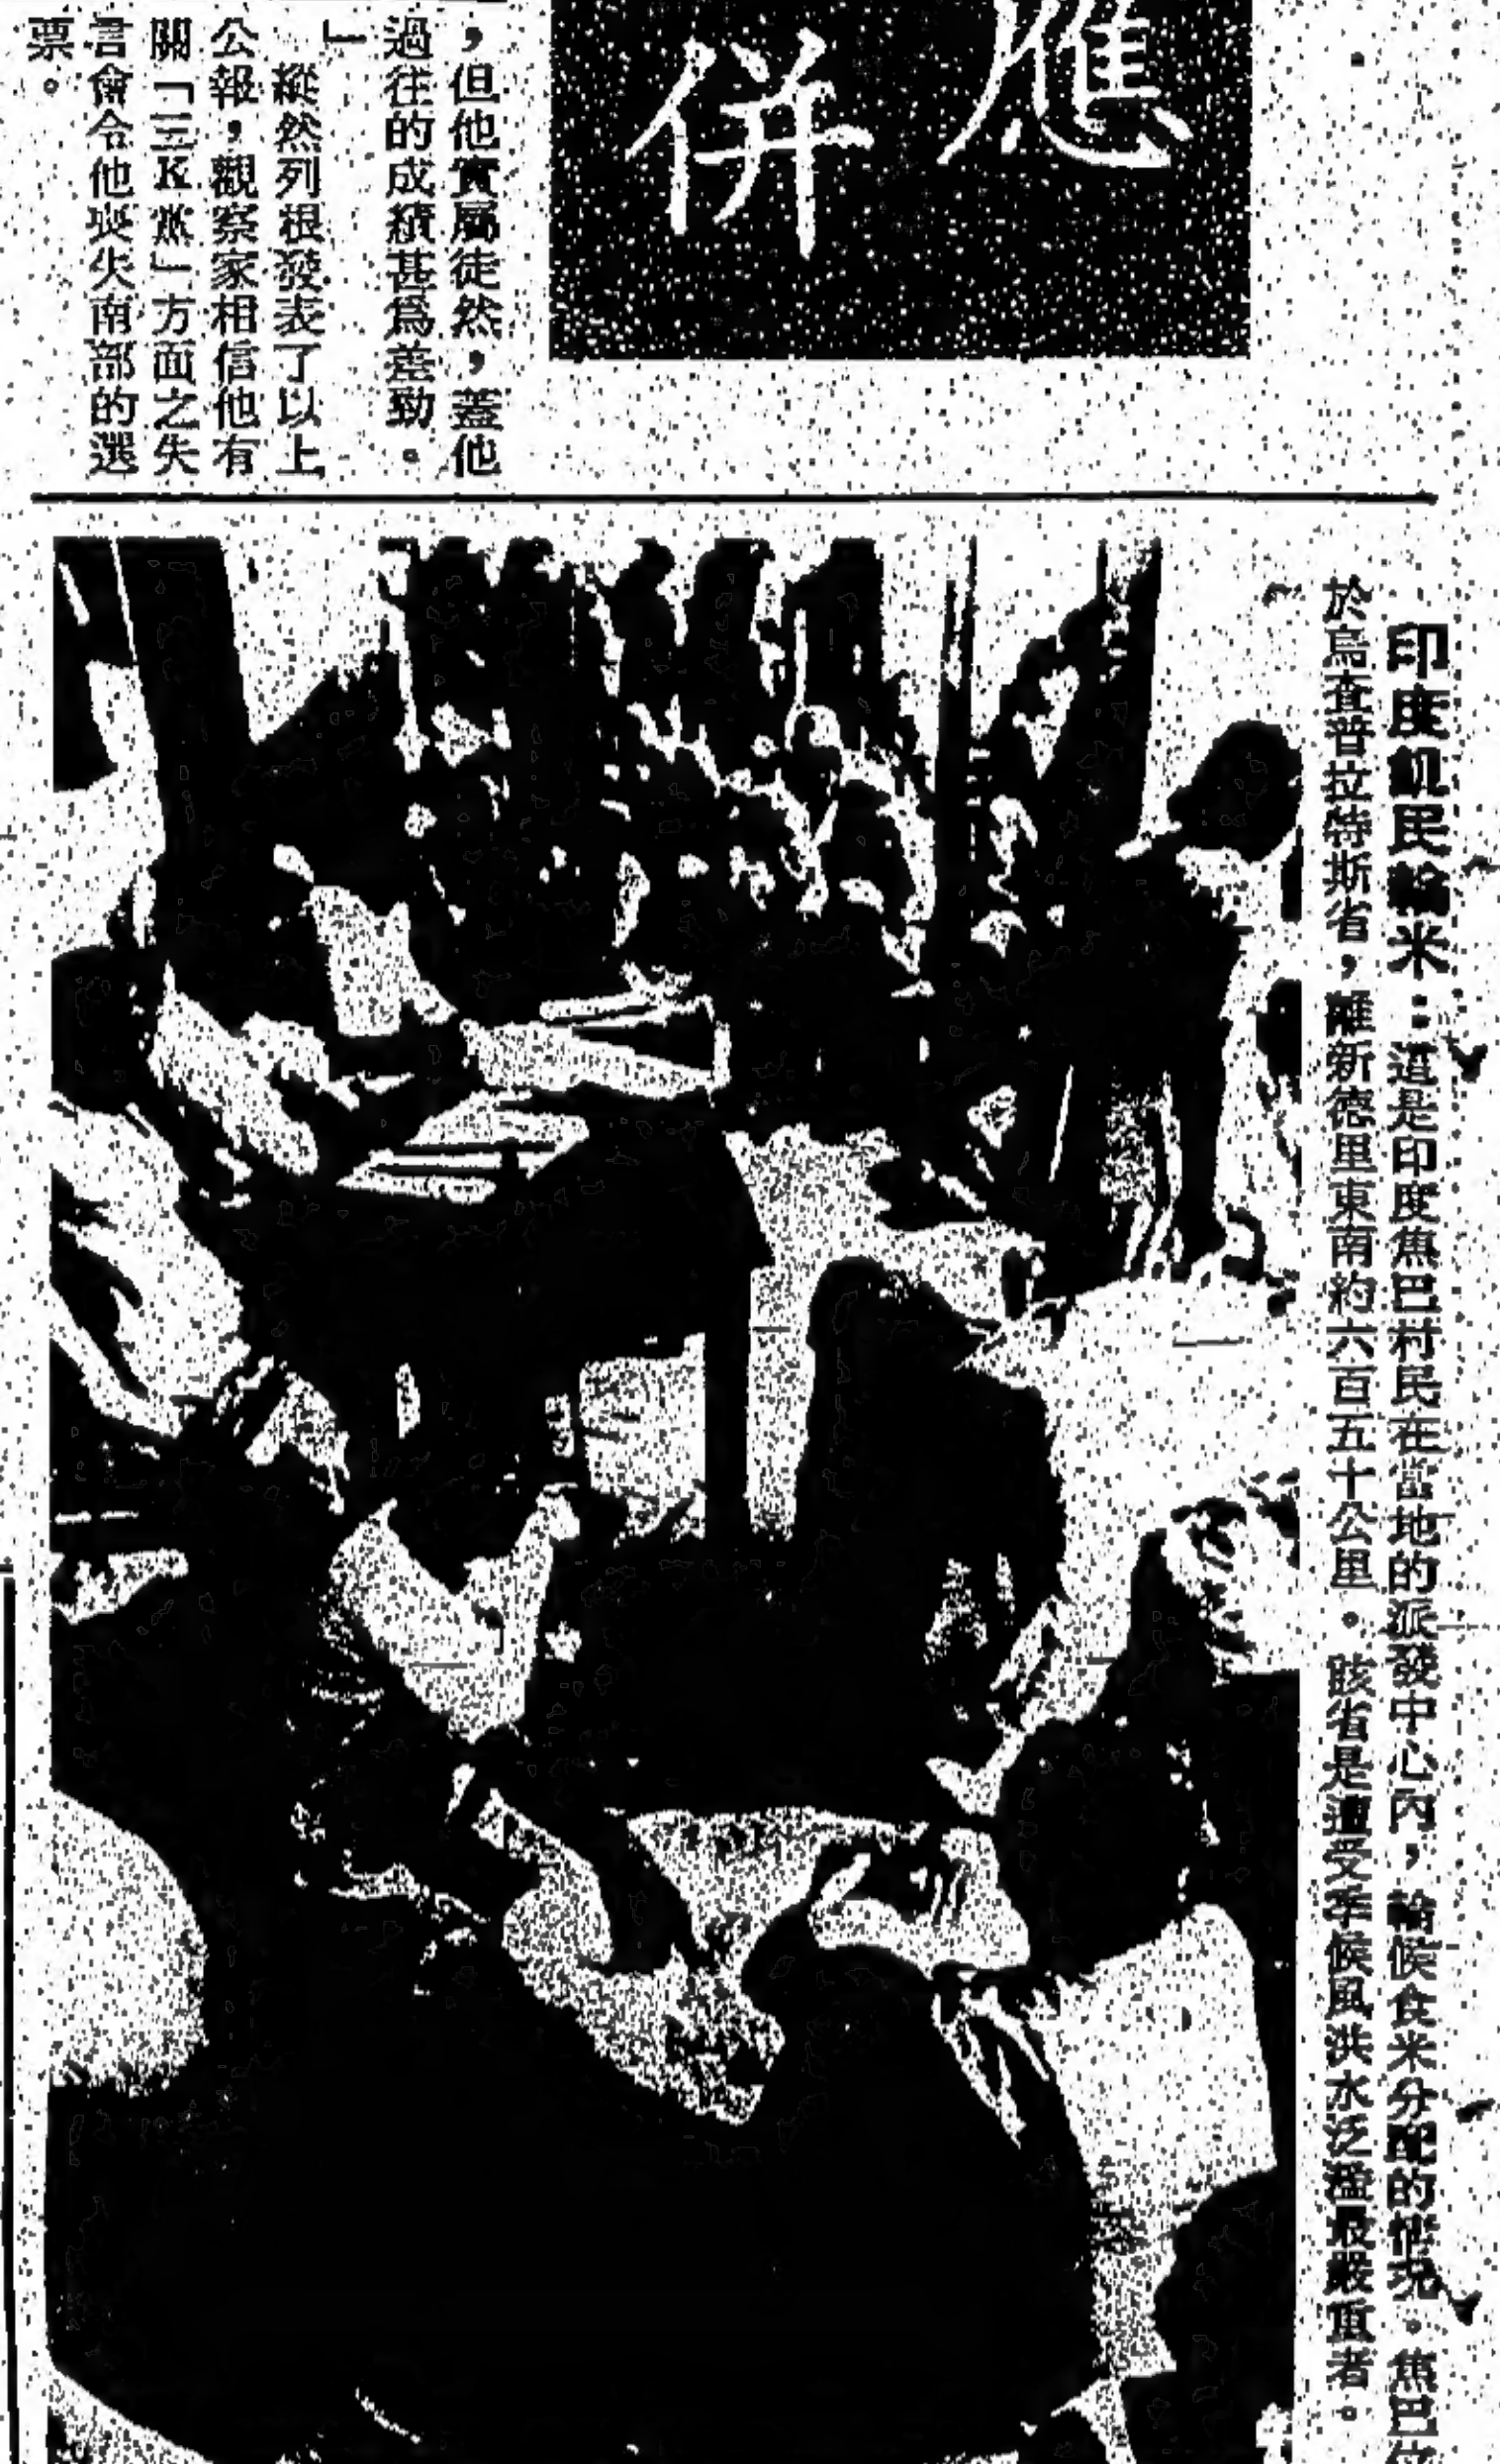 應
併
，但他實屬徒然，蓋他
過往的成績甚爲差勁。
」
縱然列根發表了以上
公報，觀察家相信他有
關「三K黨」方面之失
言會令他喪失南部的選
票。
印度飢民輪米：這是印度焦巴村民在當地的派發中心內，輪候食米分配的情況。焦巴位
於烏查普拉特斯省，離新德里東南約六百五十公里。該省是遭受季候風洪水泛濫最嚴重者。